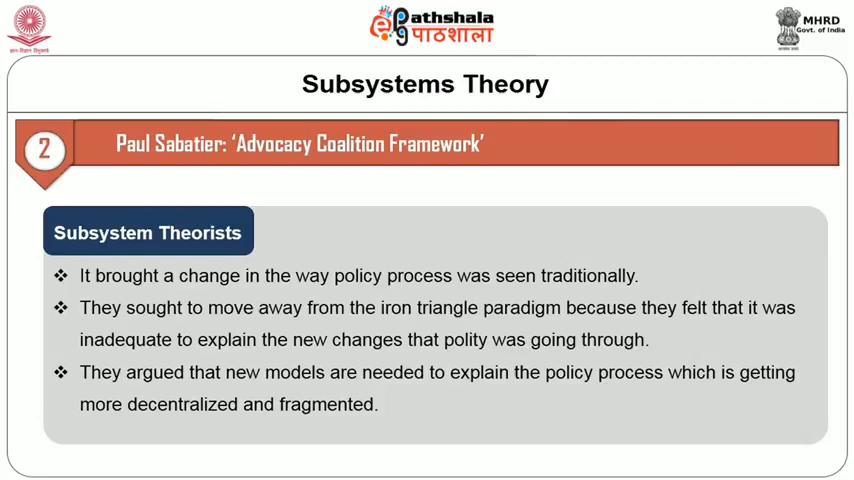 ज्ञान-विज्ञान विमुक्तये
ePathshala
पाठशाला
MHRD
Govt. of India
Subsystems Theory
2
Paul Sabatier: ‘Advocacy Coalition Framework’
Subsystem Theorists
❖ It brought a change in the way policy process was seen traditionally.
❖ They sought to move away from the iron triangle paradigm because they felt that it was
inadequate to explain the new changes that polity was going through.
❖ They argued that new models are needed to explain the policy process which is getting
more decentralized and fragmented.